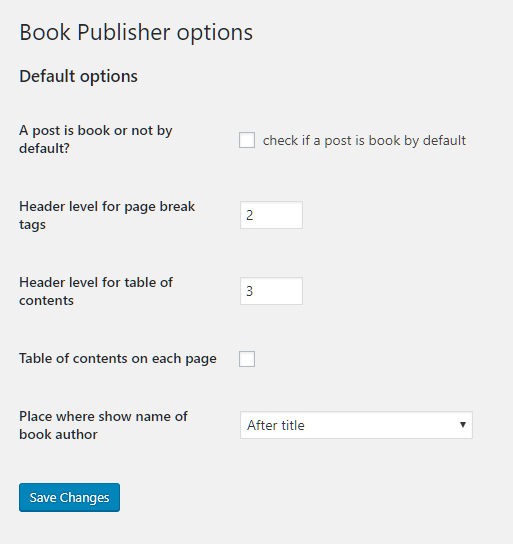 Book Publisher options
Default options
A post is book or not by
default?
check if a post is book by default
Header level for page break
tags
2
Header level for table of
contents
3
Table of contents on each page
Place where show name of
book author
After title
Save Changes